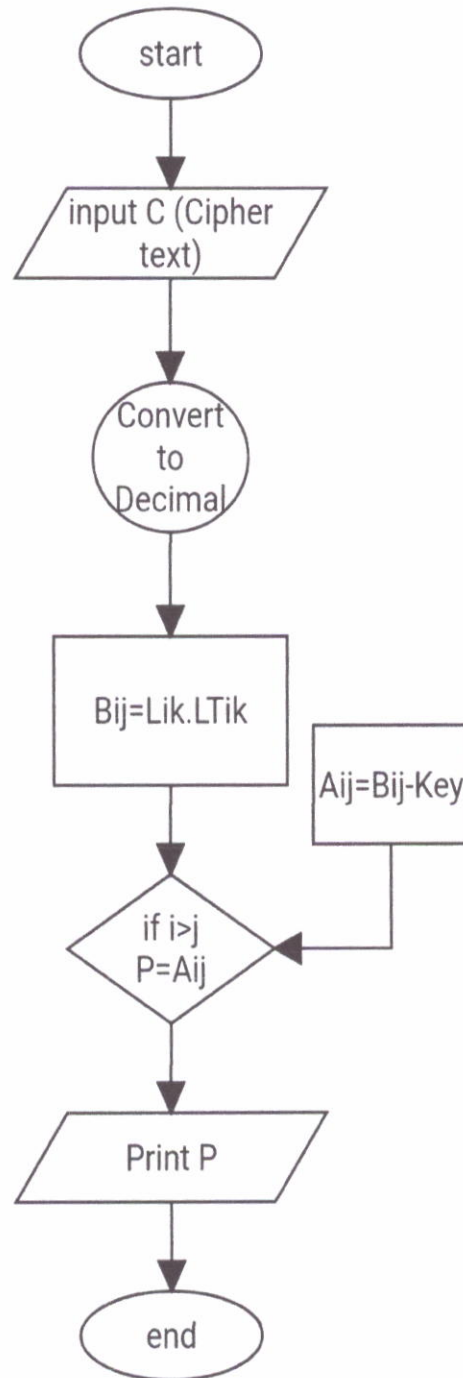 start
input C (Cipher
text)
Convert
to
Decimal
Bij=Lik.LTik
Aij=Bij-Key
if i>j
P=Aij
Print P
end